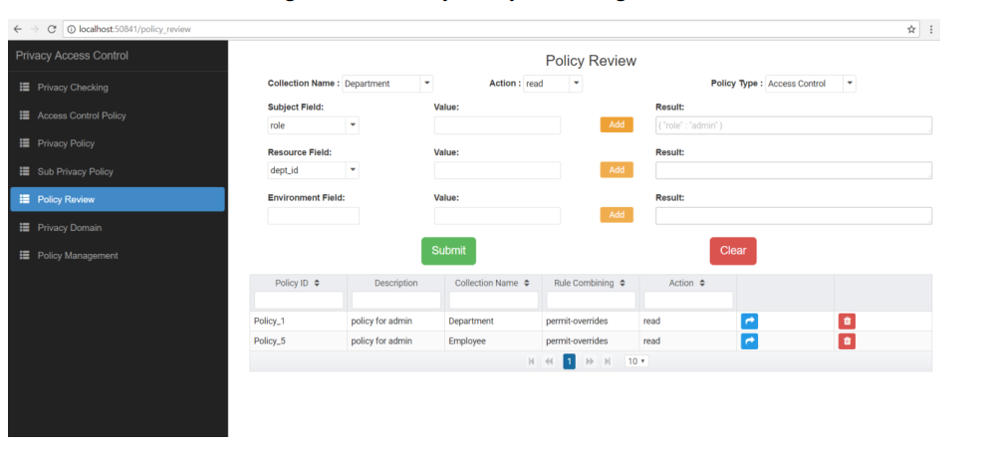 localhost:50841/policy_review
Privacy Access Control
Privacy Checking
Access Control Policy
Privacy Policy
Sub Privacy Policy
Policy Review
Privacy Domain
Policy Management
Policy Review
Collection Name : Department Action : read Policy Type : Access Control
Subject Field: Value: Result:
role Add { "role" : "admin" }
Resource Field: Value: Result:
dept_id Add
Environment Field: Value: Result:
Add
Submit Clear
Policy ID Description Collection Name Rule Combining Action
Policy_1 policy for admin Department permit-overrides read
Policy_5 policy for admin Employee permit-overrides read
1 10